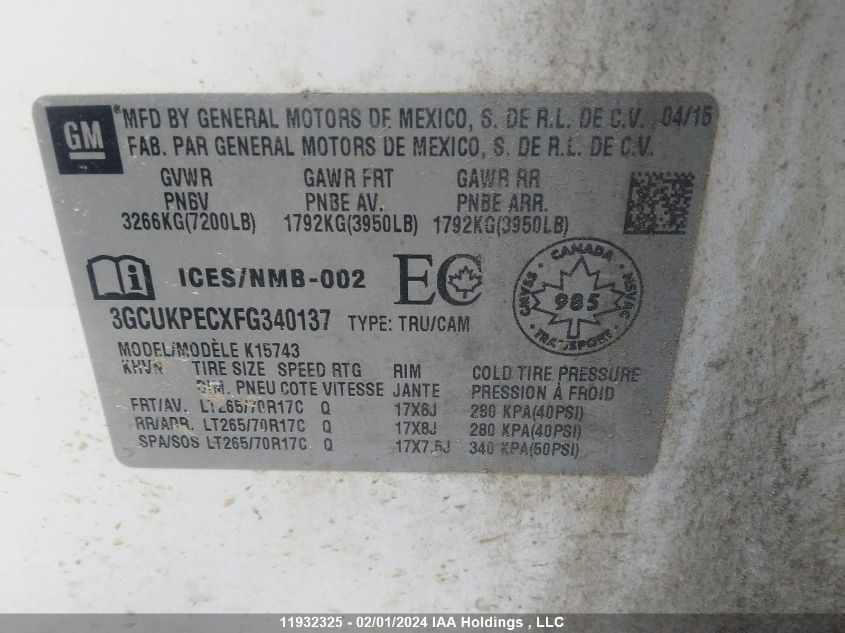 GM
*MFD BY GENERAL MOTORS DE MEXICO, S. DE R.L. DE C.V. 04/15
FAB. PAR GENERAL MOTORS DE MEXICO, S. DE R.L. DE C.V.
GVWR GAWR FRT GAWR RR
PNBV PNBE AV. PNBE ARR.
3266KG(7200LB) 1792KG(3950LB) 1792KG(3950LB)
i ICES/NMB-002 EC
CANADA
CMVSS 985 NSVAC
TRANSPORT
3GCUKPECXFG340137 TYPE: TRU/CAM
MODEL/MODÈLE K15743
KHVN TIRE SIZE SPEED RTG RIM COLD TIRE PRESSURE
DIM. PNEU COTE VITESSE JANTE PRESSION À FROID
FRT/AV. LT265/70R17C Q 17X8J 280 KPA(40PSI)
RR/ARR. LT265/70R17C Q 17X8J 280 KPA(40PSI)
SPA/SOS LT265/70R17C Q 17X7.5J 340 KPA(50PSI)
11932325 - 02/01/2024 IAA Holdings , LLC